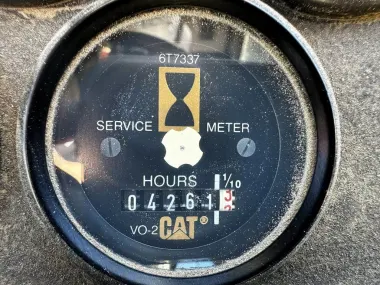 6T7337
SERVICE METER
HOURS 1/10
04261
VO-2 CAT®